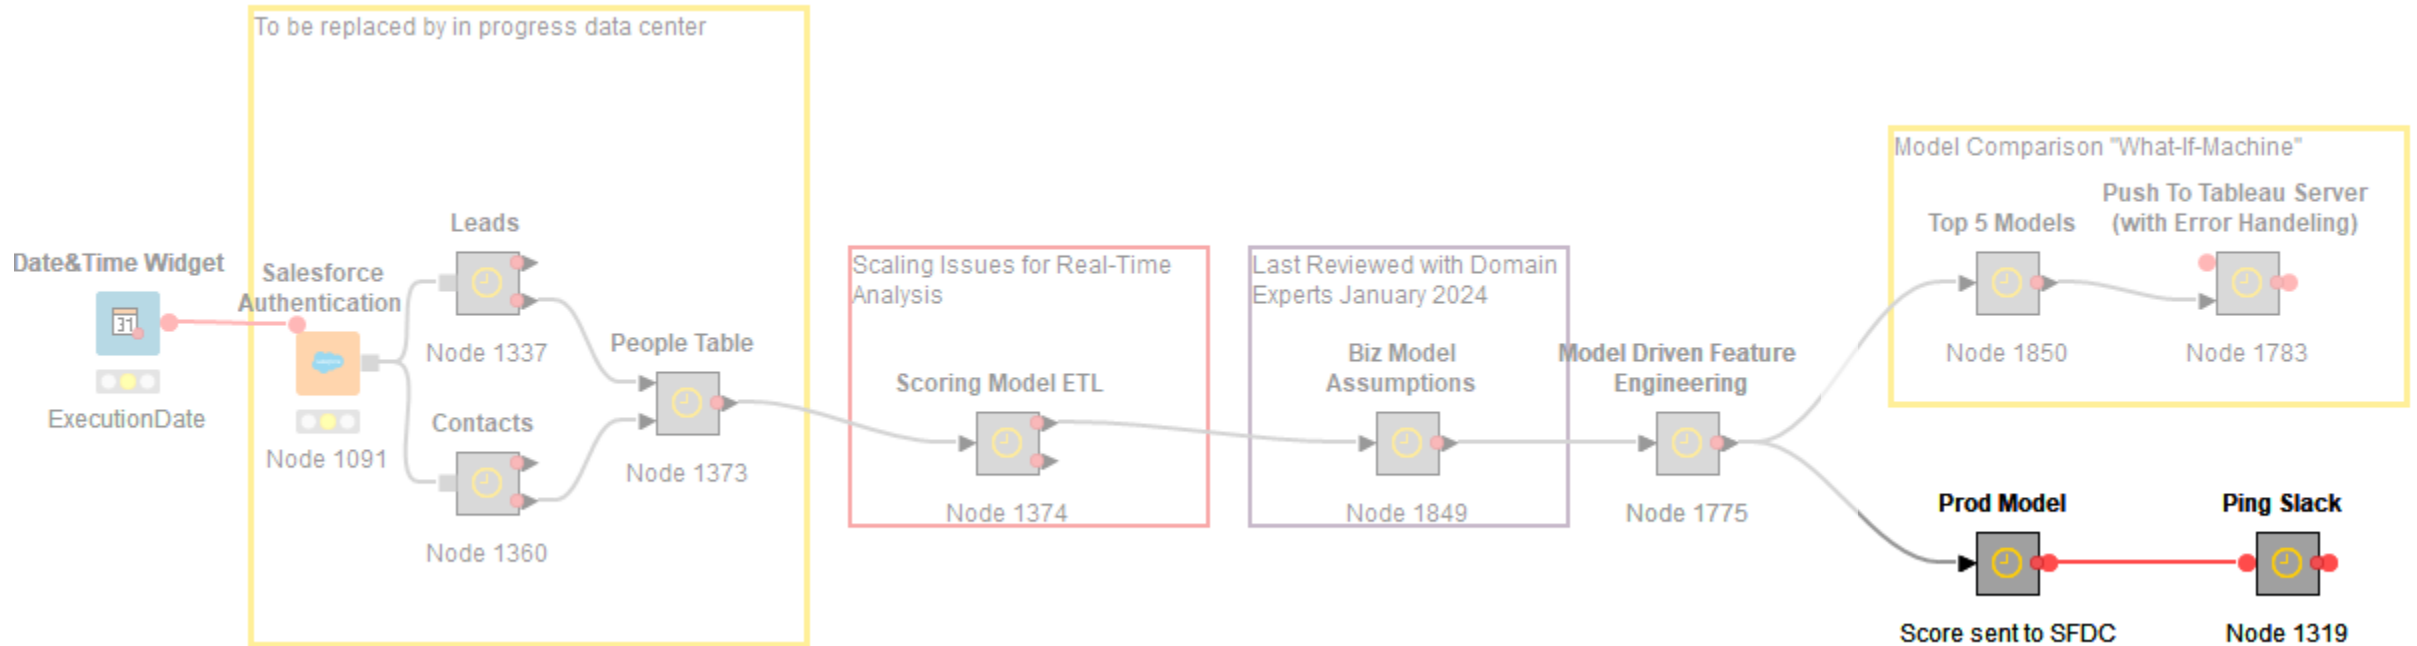 To be replaced by in progress data center
Date&Time Widget
31
ExecutionDate
Salesforce
Authentication
Node 1091
Leads
Node 1337
Contacts
Node 1360
People Table
Node 1373
Scaling Issues for Real-Time
Analysis
Scoring Model ETL
Node 1374
Last Reviewed with Domain
Experts January 2024
Biz Model
Assumptions
Node 1849
Model Driven Feature
Engineering
Node 1775
Model Comparison "What-If-Machine"
Top 5 Models
Node 1850
Push To Tableau Server
(with Error Handeling)
Node 1783
Prod Model
Score sent to SFDC
Ping Slack
Node 1319